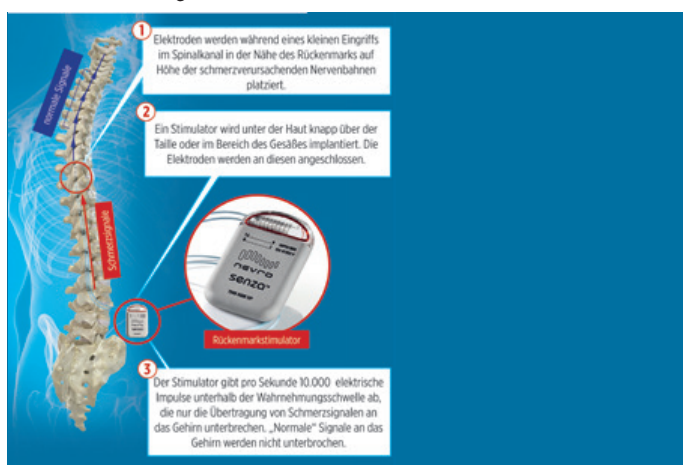 1
Elektroden werden während eines kleinen Eingriffs
im Spinalkanal in der Nähe des Rückenmarks auf
Höhe der schmerzverursachenden Nervenbahnen
platziert.
normale Signale
2
Ein Stimulator wird unter der Haut knapp über der
Taille oder im Bereich des Gesäßes implantiert. Die
Elektroden werden an diesen angeschlossen.
Schmerzsignale
nevro
senza
Rückenmarkstimulator
3
Der Stimulator gibt pro Sekunde 10.000 elektrische
Impulse unterhalb der Wahrnehmungsschwelle ab,
die nur die Übertragung von Schmerzsignalen an
das Gehirn unterbrechen. „Normale" Signale an das
Gehirn werden nicht unterbrochen.